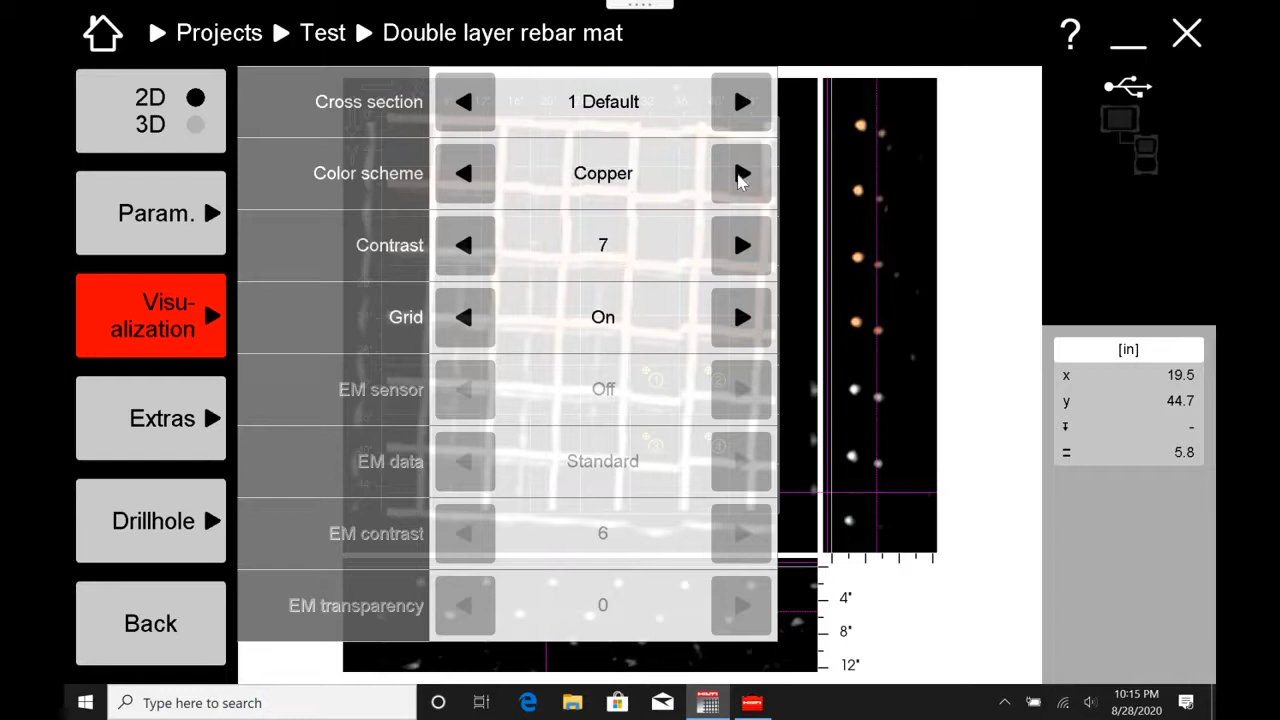 Projects Test Double layer rebar mat ?
2D
3D
Param.
Visu-
alization
Extras
Drillhole
Back
Cross section 1 Default
Color scheme Copper
Contrast 7
Grid On
EM sensor Off
EM data Standard
EM contrast 6
EM transparency 0
4"
8"
12"
[in]
x 19.5
y 44.7
-
= 5.8
Type here to search
10:15 PM
8/28/2020